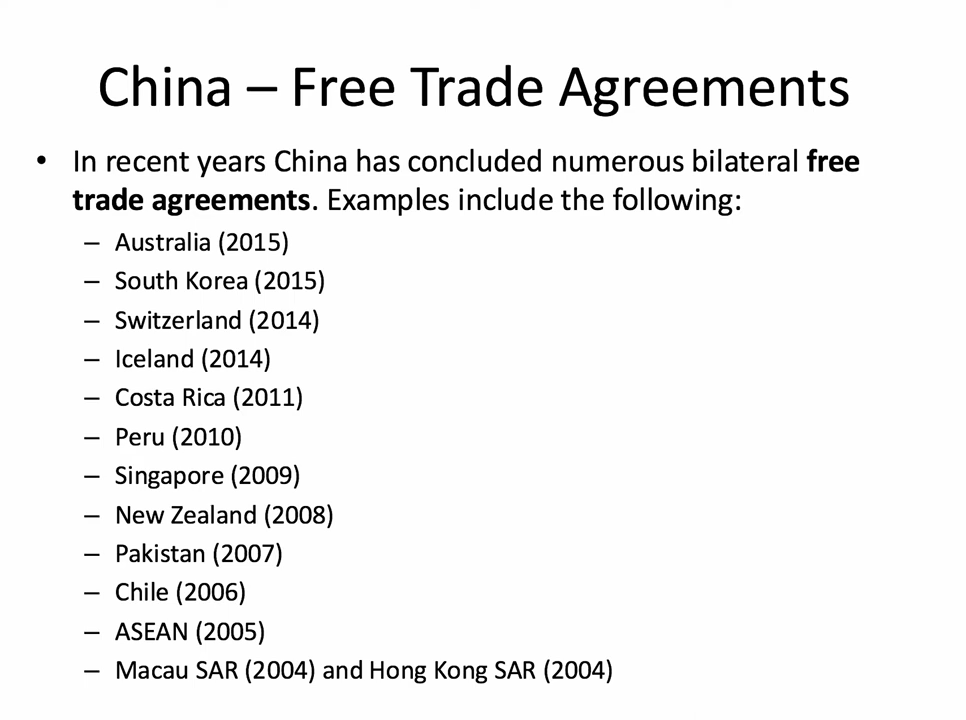 China – Free Trade Agreements
• In recent years China has concluded numerous bilateral free
trade agreements. Examples include the following:
– Australia (2015)
– South Korea (2015)
– Switzerland (2014)
– Iceland (2014)
– Costa Rica (2011)
– Peru (2010)
– Singapore (2009)
– New Zealand (2008)
– Pakistan (2007)
– Chile (2006)
– ASEAN (2005)
– Macau SAR (2004) and Hong Kong SAR (2004)